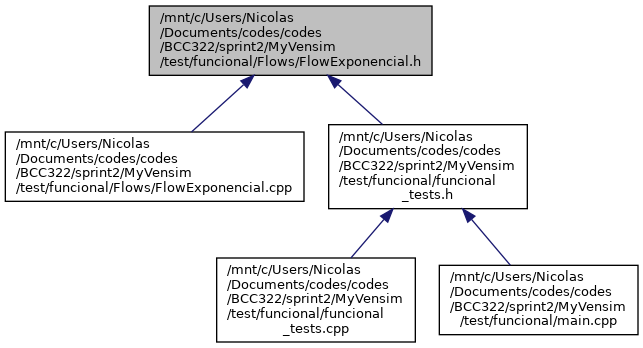 /mnt/c/Users/Nicolas
/Documents/codes/codes
/BCC322/sprint2/MyVensim
/test/funcional/Flows/FlowExponencial.h
/mnt/c/Users/Nicolas
/Documents/codes/codes
/BCC322/sprint2/MyVensim
/test/funcional/Flows/FlowExponencial.cpp
/mnt/c/Users/Nicolas
/Documents/codes/codes
/BCC322/sprint2/MyVensim
/test/funcional/funcional
_tests.h
/mnt/c/Users/Nicolas
/Documents/codes/codes
/BCC322/sprint2/MyVensim
/test/funcional/funcional
_tests.cpp
/mnt/c/Users/Nicolas
/Documents/codes/codes
/BCC322/sprint2/MyVensim
/test/funcional/main.cpp